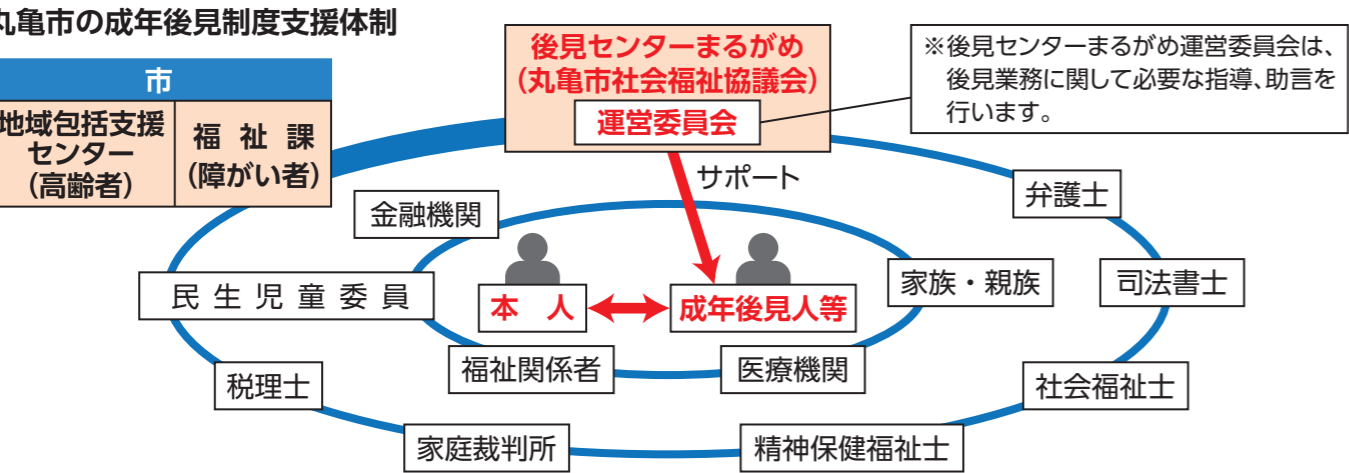 丸亀市の成年後見制度支援体制
後見センターまるがめ
(丸亀市社会福祉協議会)
運営委員会
※後見センターまるがめ運営委員会は、
後見業務に関して必要な指導、助言を
行います。
市
地域包括支援
センター
(高齢者)
福祉課
(障がい者)
サポート
弁護士
金融機関
家族・親族
司法書士
民生児童委員
本人
成年後見人等
福祉関係者
医療機関
税理士
社会福祉士
家庭裁判所
精神保健福祉士